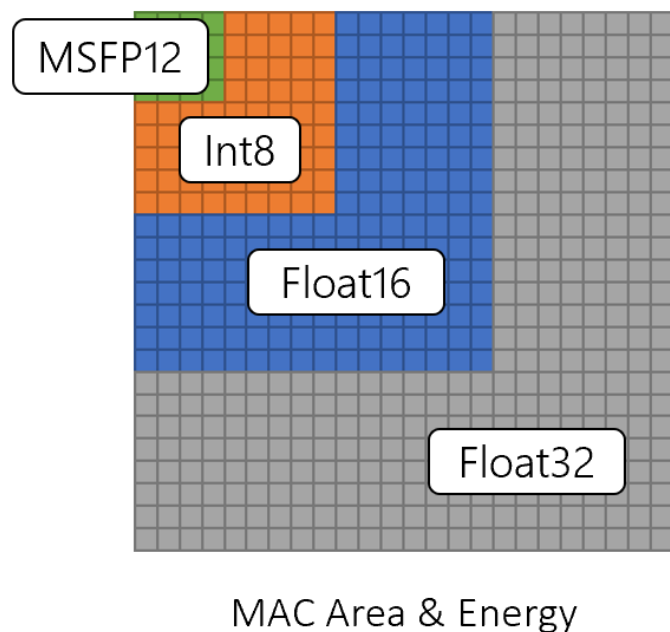 MSFP12
Int8
Float16
Float32
MAC Area & Energy